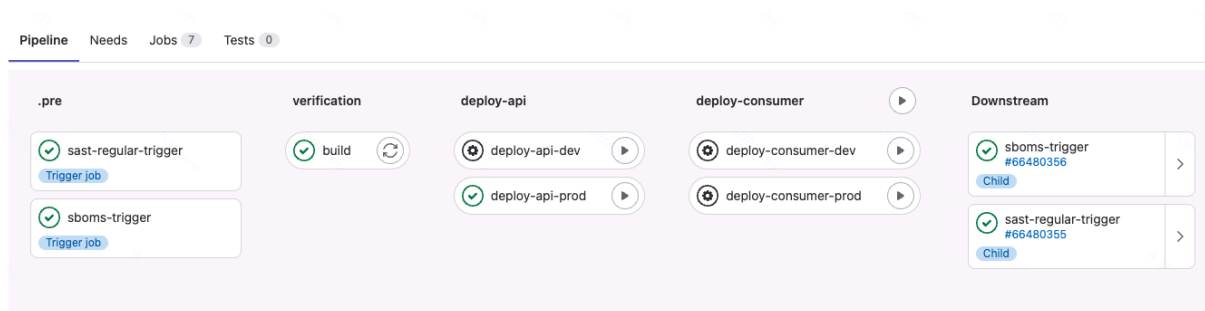 Pipeline Needs Jobs 7 Tests 0
.pre
sast-regular-trigger
Trigger job
sboms-trigger
Trigger job
verification
build
deploy-api
deploy-api-dev
deploy-api-prod
deploy-consumer
deploy-consumer-dev
deploy-consumer-prod
Downstream
sboms-trigger
#66480356
Child
sast-regular-trigger
#66480355
Child